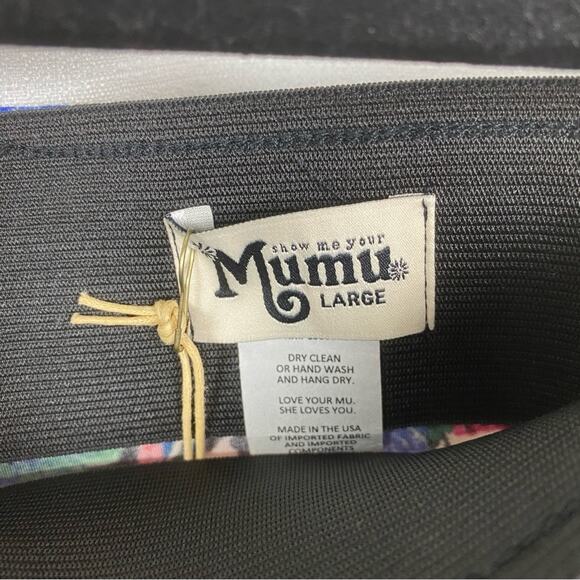 show me your
Mumu
LARGE
DRY CLEAN
OR HAND WASH
AND HANG DRY.
LOVE YOUR MU.
SHE LOVES YOU.
MADE IN THE USA
OF IMPORTED FABRIC
AND IMPORTED
COMPONENTS